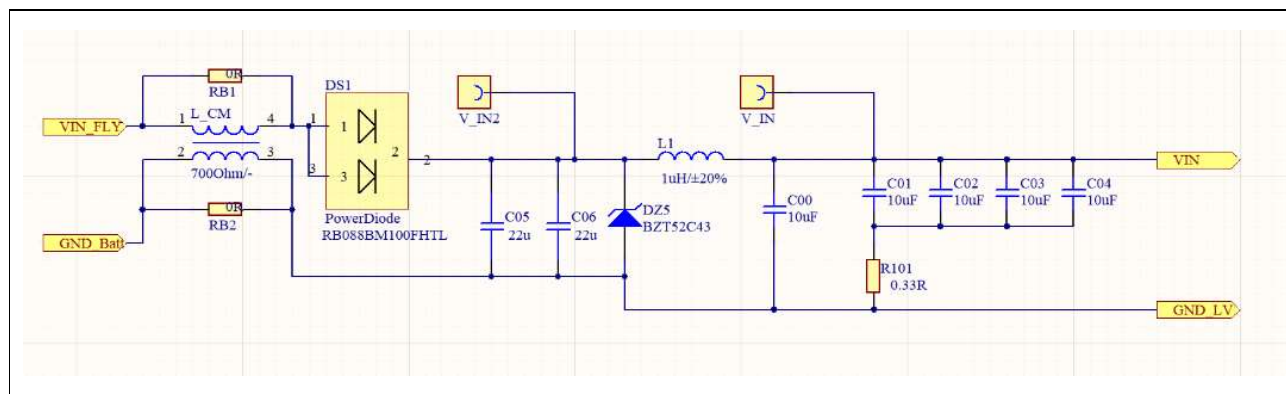 0R
RB1
L_CM
1
4
VIN_FLY
2
3
700Ohm/-
0R
RB2
GND_Batt
DS1
1
1
2
2
3
3
PowerDiode
RB088BM100FHTL
V_IN2
V_IN
L1
1uH/±20%
C05
22u
C06
22u
DZ5
BZT52C43
C00
10uF
C01
10uF
C02
10uF
C03
10uF
C04
10uF
R101
0.33R
VIN
GND_LV